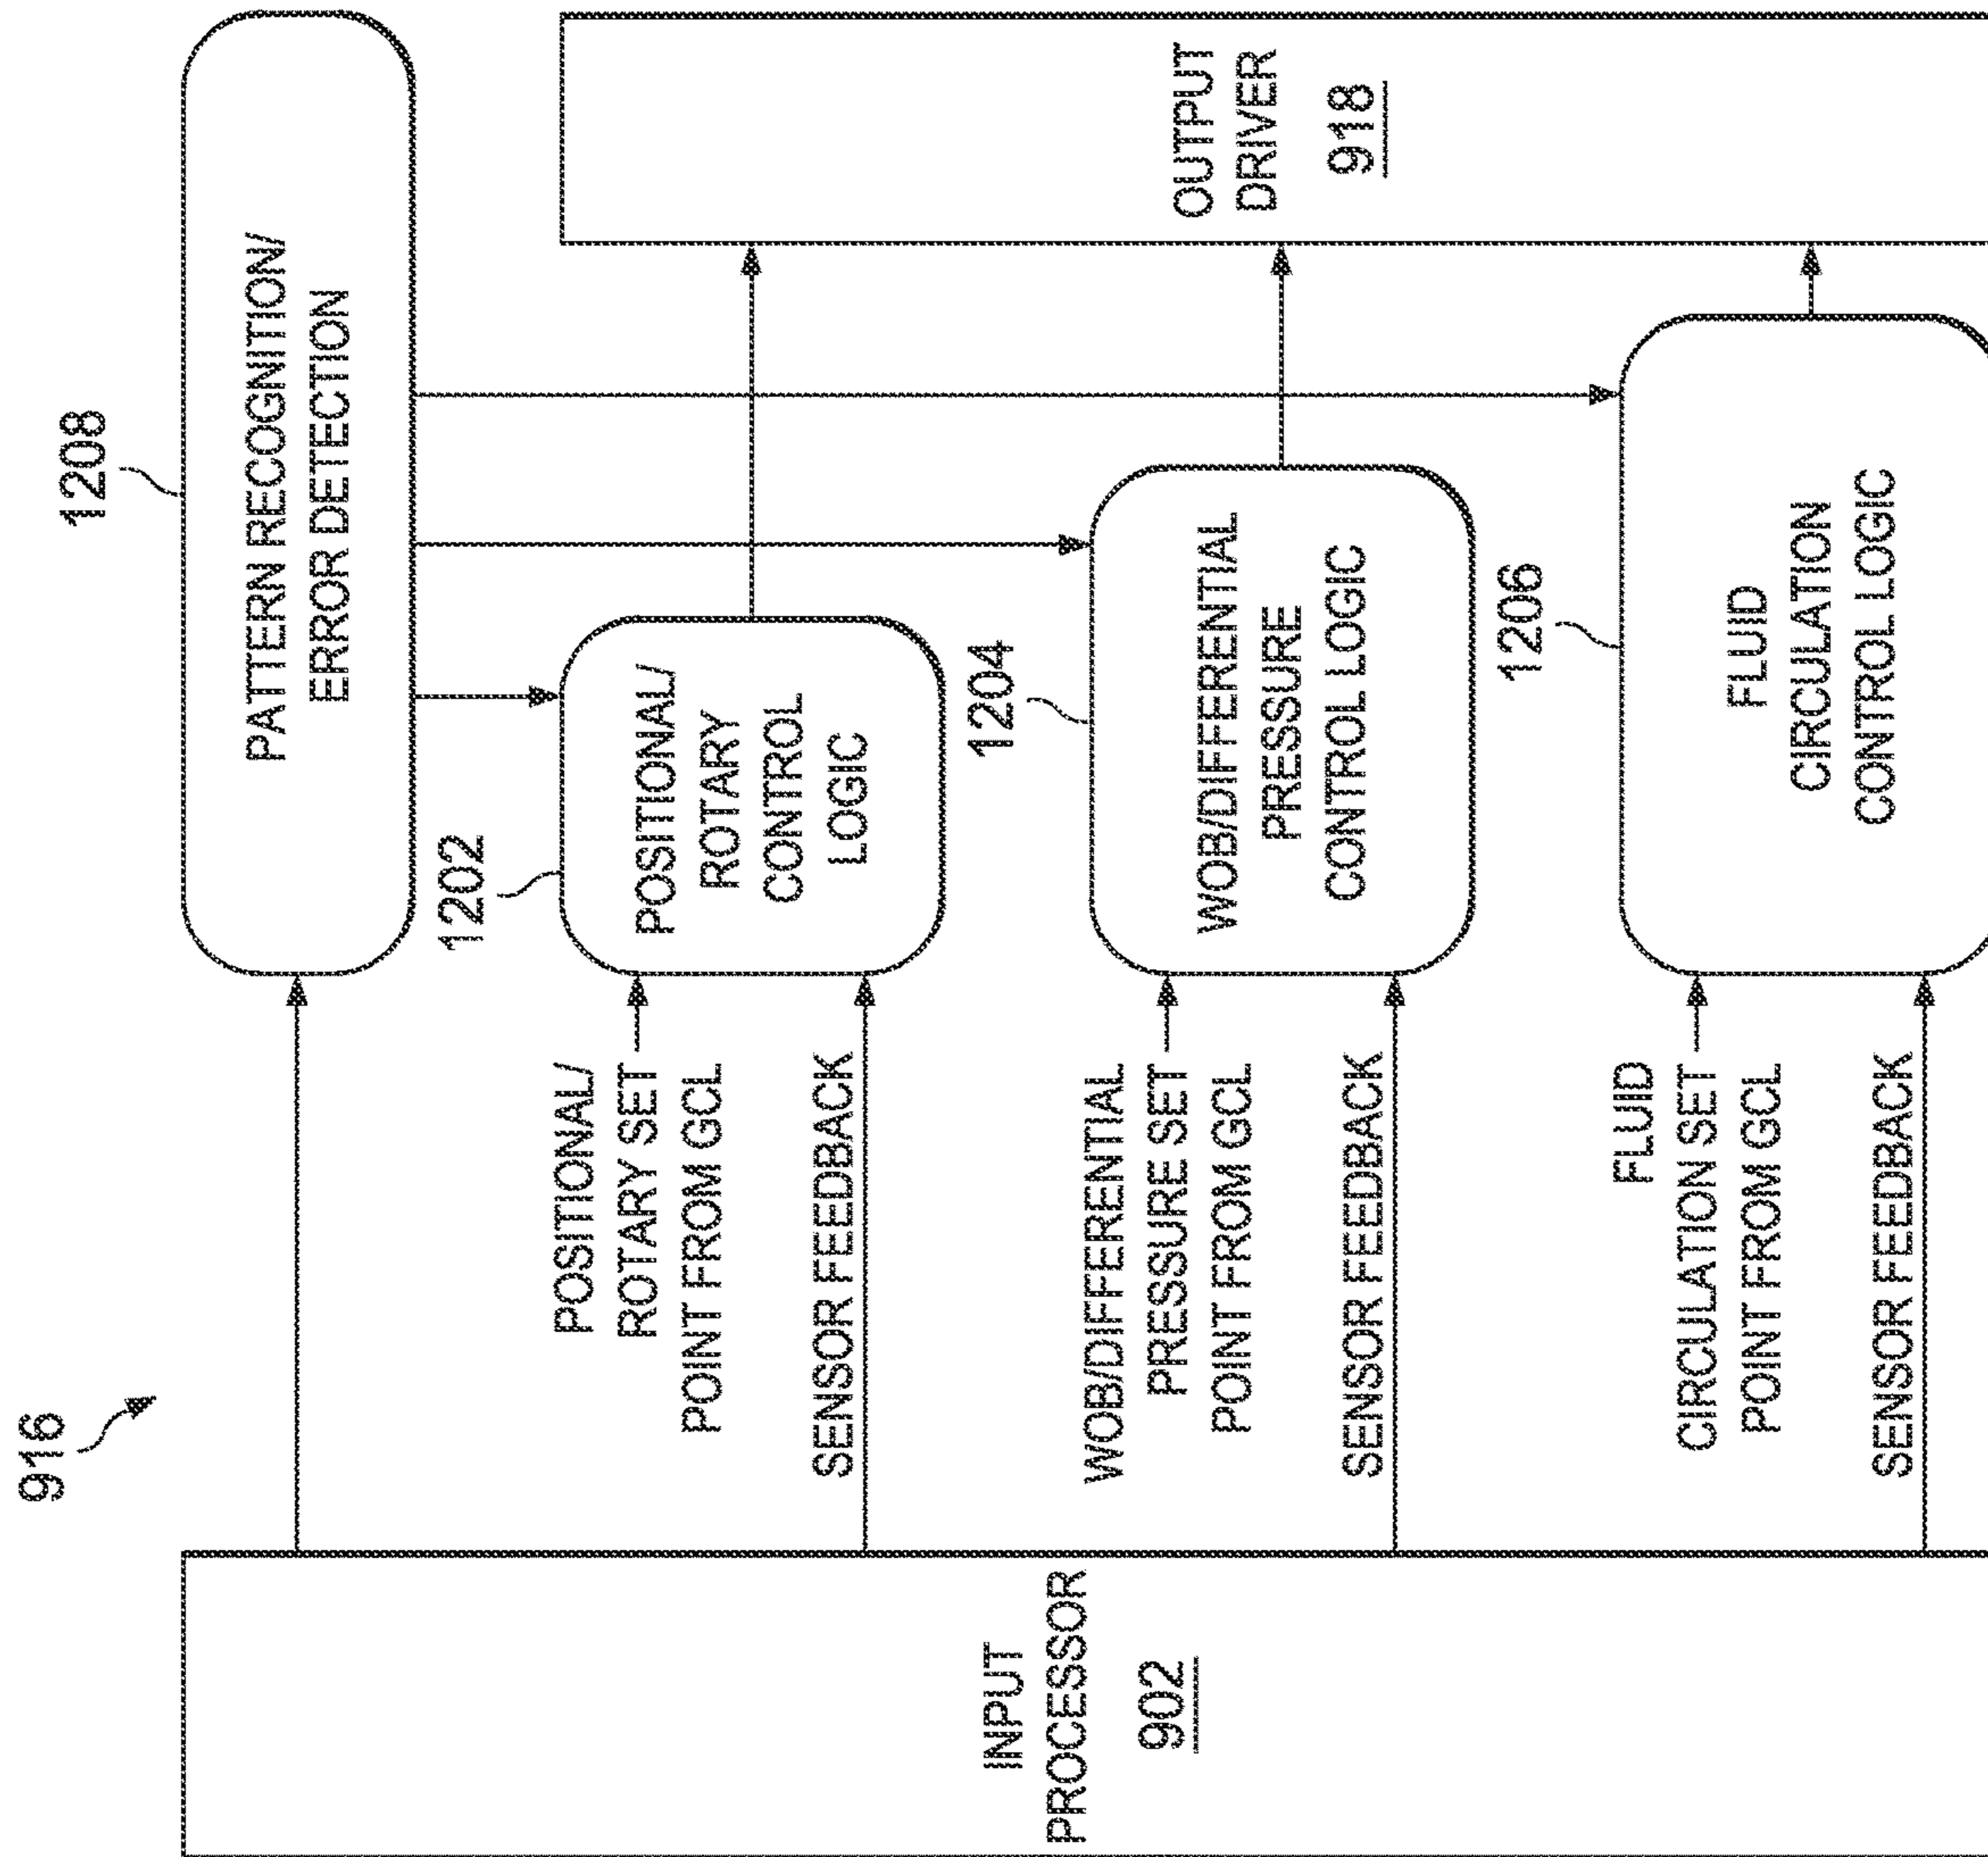 916
1208
PATTERN RECOGNITION/
ERROR DETECTION
INPUT
PROCESSOR
902
POSITIONAL/
ROTARY SET
POINT FROM GCL
SENSOR FEEDBACK
1202
POSITIONAL/
ROTARY
CONTROL
LOGIC
WOB/DIFFERENTIAL
PRESSURE SET
POINT FROM GCL
SENSOR FEEDBACK
1204
WOB/DIFFERENTIAL
PRESSURE
CONTROL LOGIC
FLUID
CIRCULATION SET
POINT FROM GCL
SENSOR FEEDBACK
1206
FLUID
CIRCULATION
CONTROL LOGIC
OUTPUT
DRIVER
918